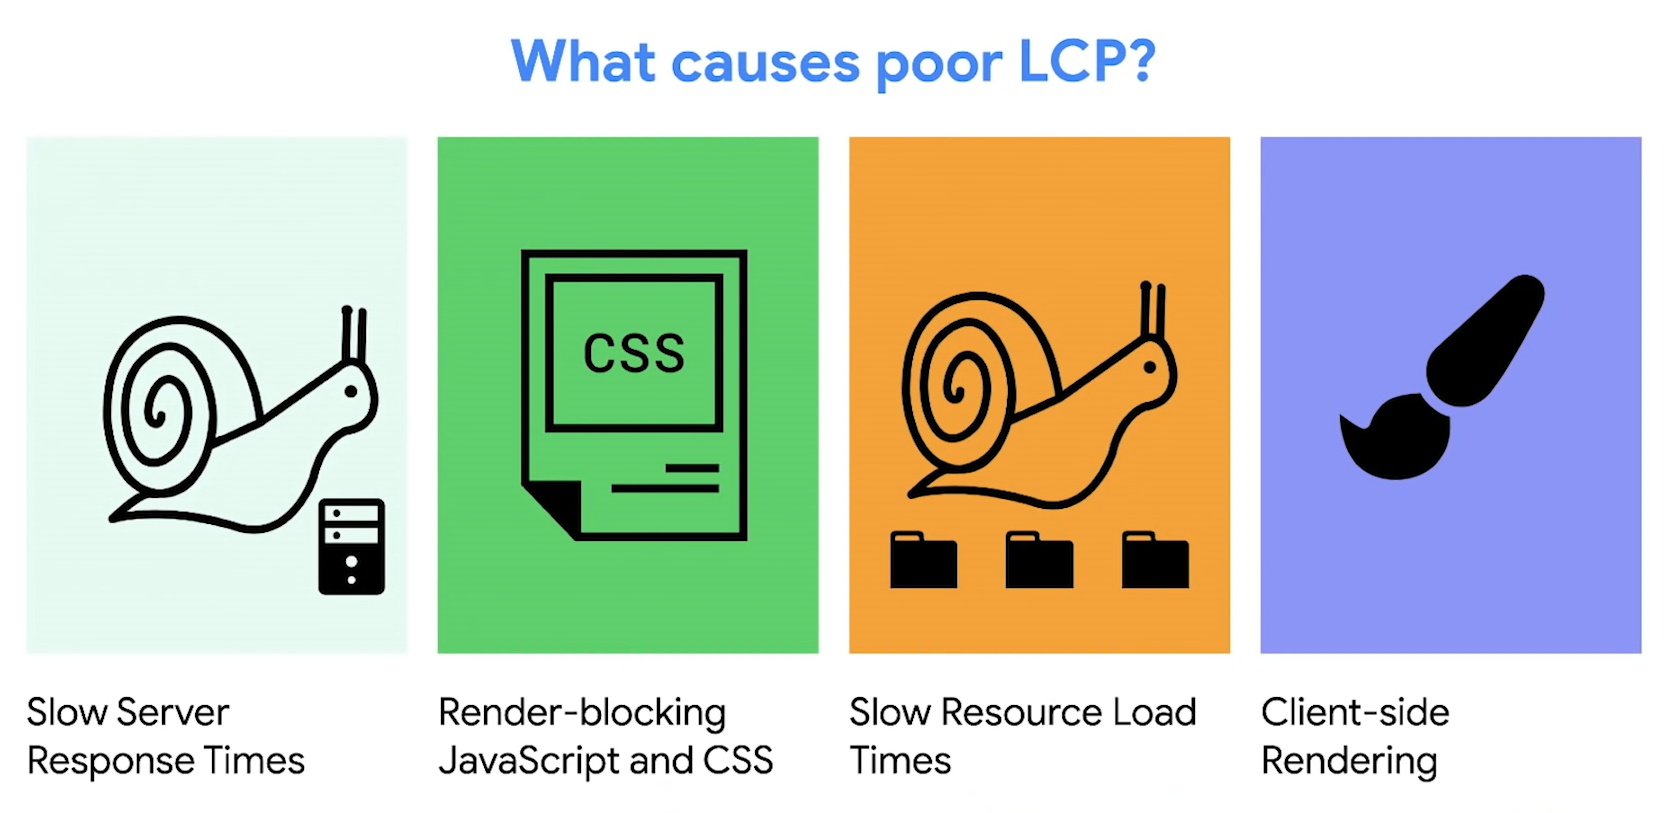 What causes poor LCP?
CSS
Slow Server
Response Times
Render-blocking
JavaScript and CSS
Slow Resource Load
Times
Client-side
Rendering